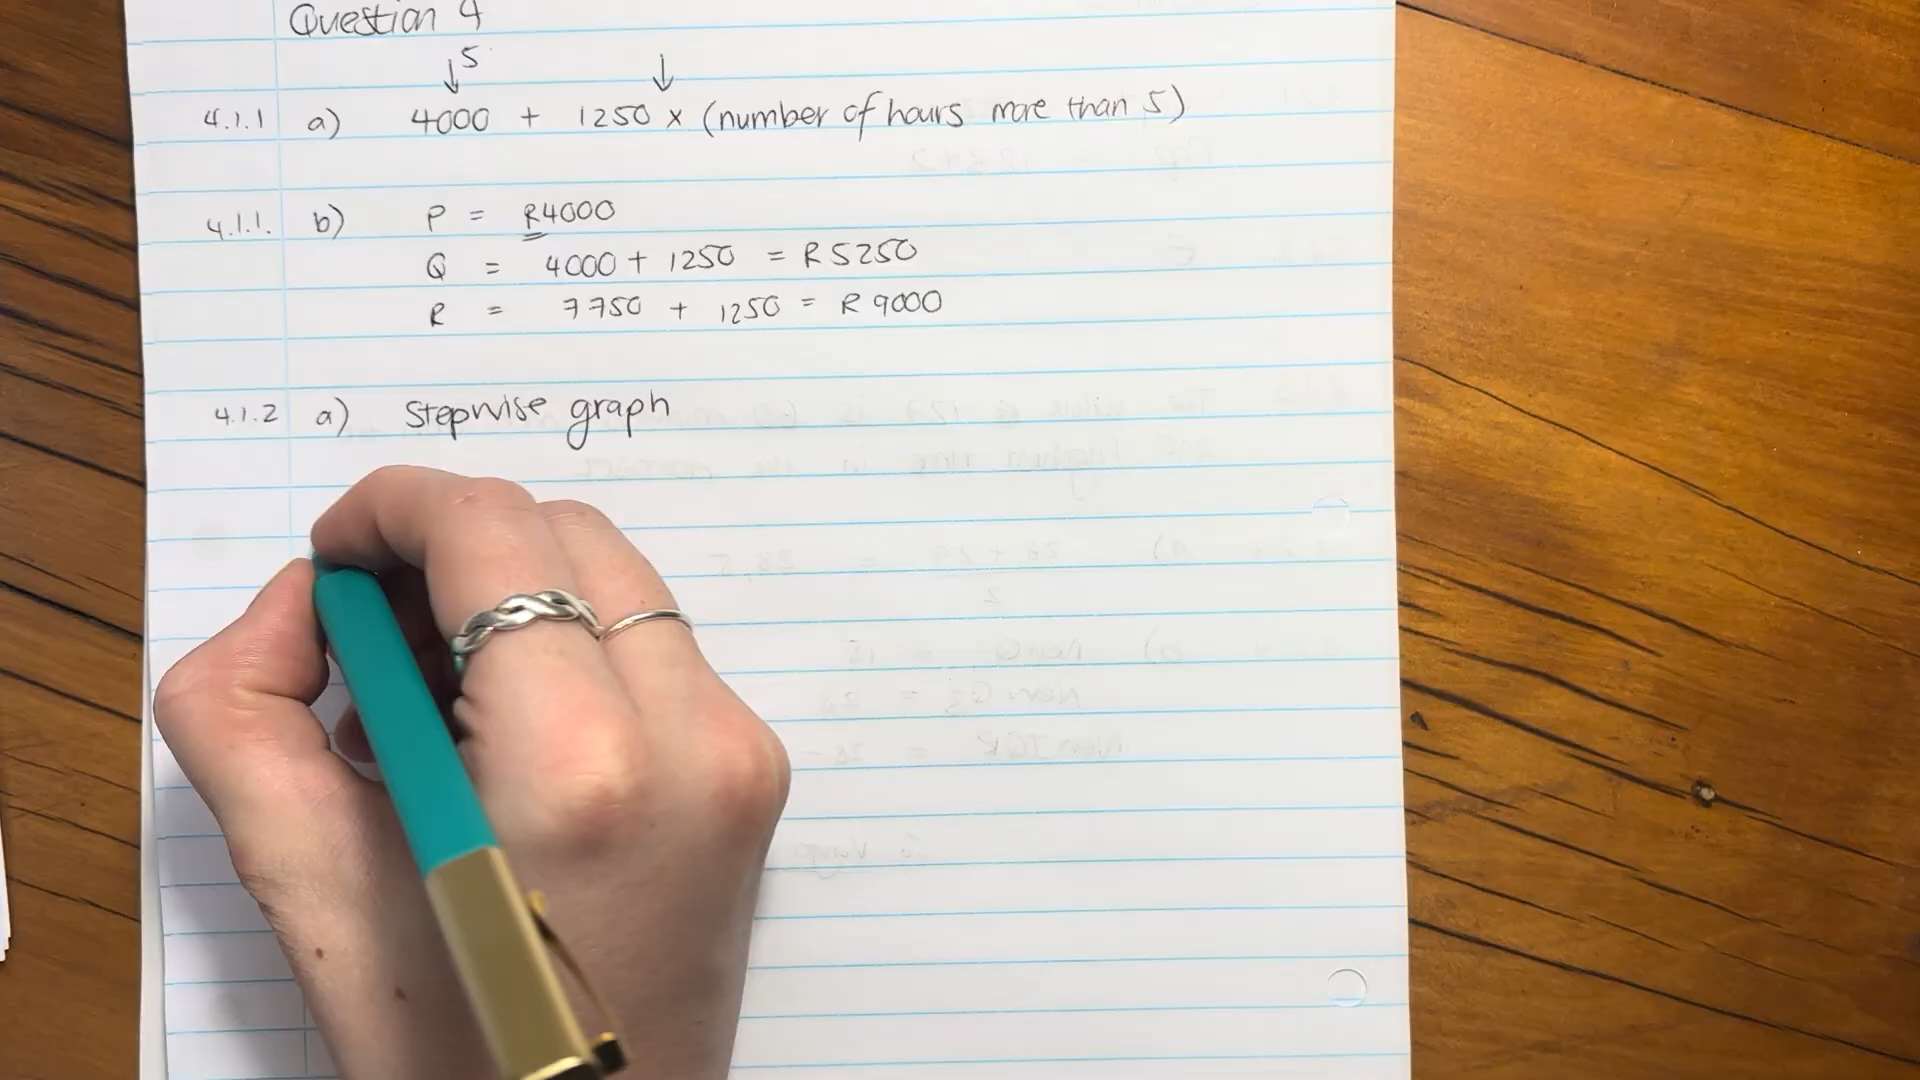 Question 4
↓5 ↓
4.1.1 a) 4000 + 1250 x (number of hours more than 5)
4.1.1. b) P = R4000
Q = 4000 + 1250 = R5250
R = 7750 + 1250 = R9000
4.1.2 a) Stepwise graph